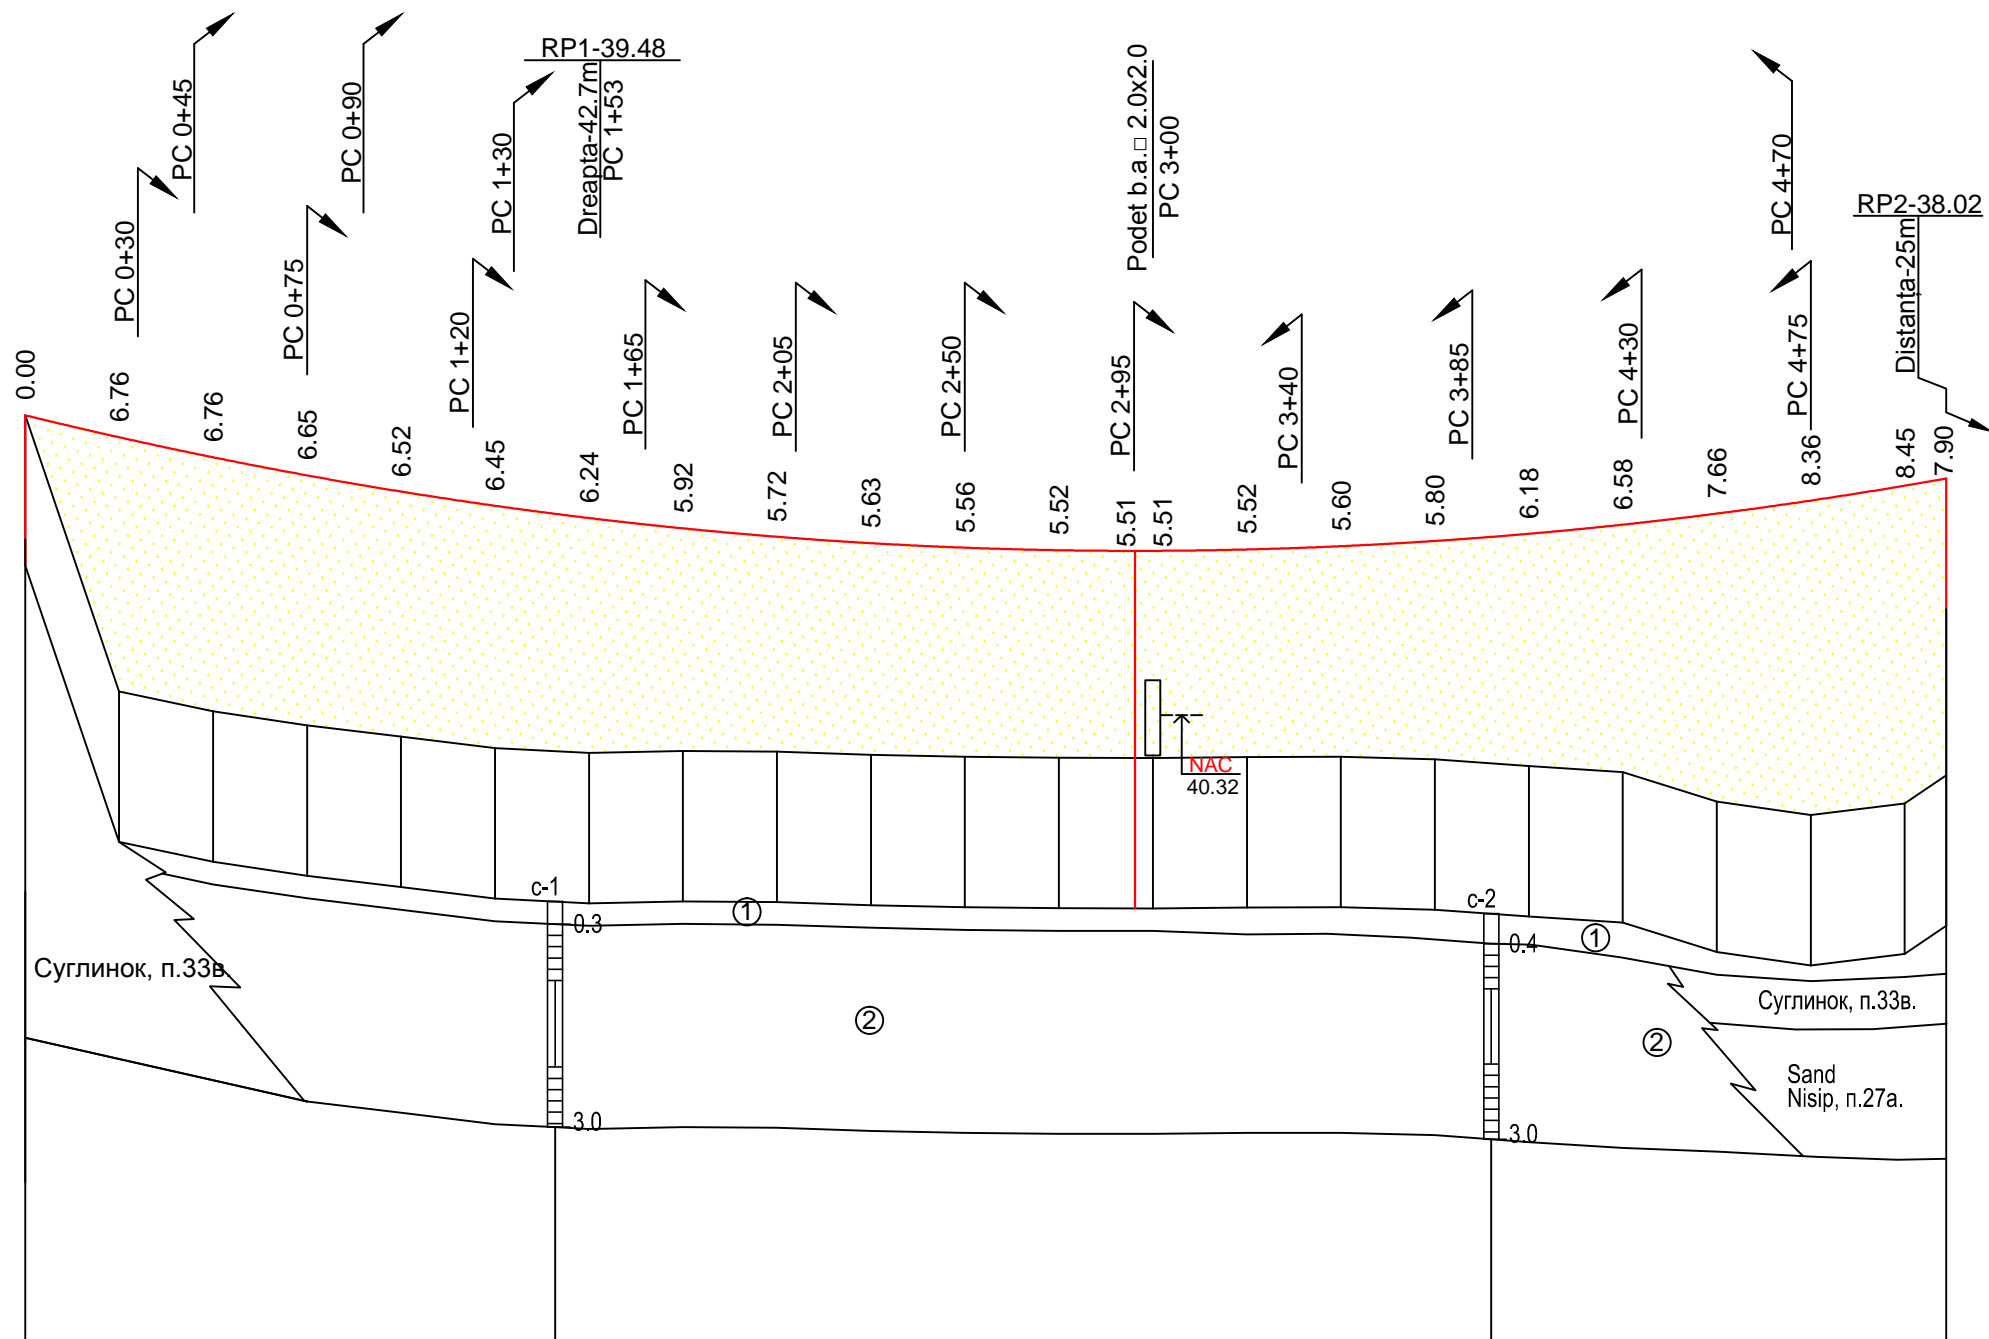 PC 0+30
PC 0+45
PC 0+75
PC 0+90
PC 1+20
PC 1+30
RP1-39.48
Dreapta-42.7m
PC 1+53
PC 1+65
PC 2+05
PC 2+50
PC 2+95
Podet b.a.□ 2.0x2.0
PC 3+00
PC 3+40
PC 3+85
PC 4+30
PC 4+70
PC 4+75
RP2-38.02
Distanța-25m
0.00
6.76
6.76
6.65
6.52
6.45
6.24
5.92
5.72
5.63
5.56
5.52
5.51
5.51
5.52
5.60
5.80
6.18
6.58
7.66
8.36
8.45
7.90
NAC
40.32
c-1
0.3
3.0
1
2
c-2
0.4
3.0
1
2
Суглинок, п.33в.
Суглинок, п.33в.
Sand
Nisip, п.27а.